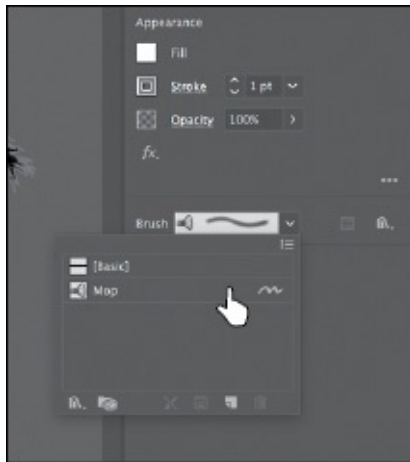 Appearance
Fill
Stroke 1 pt
Opacity 100%
fx.
Brush
[Basic]
Mop